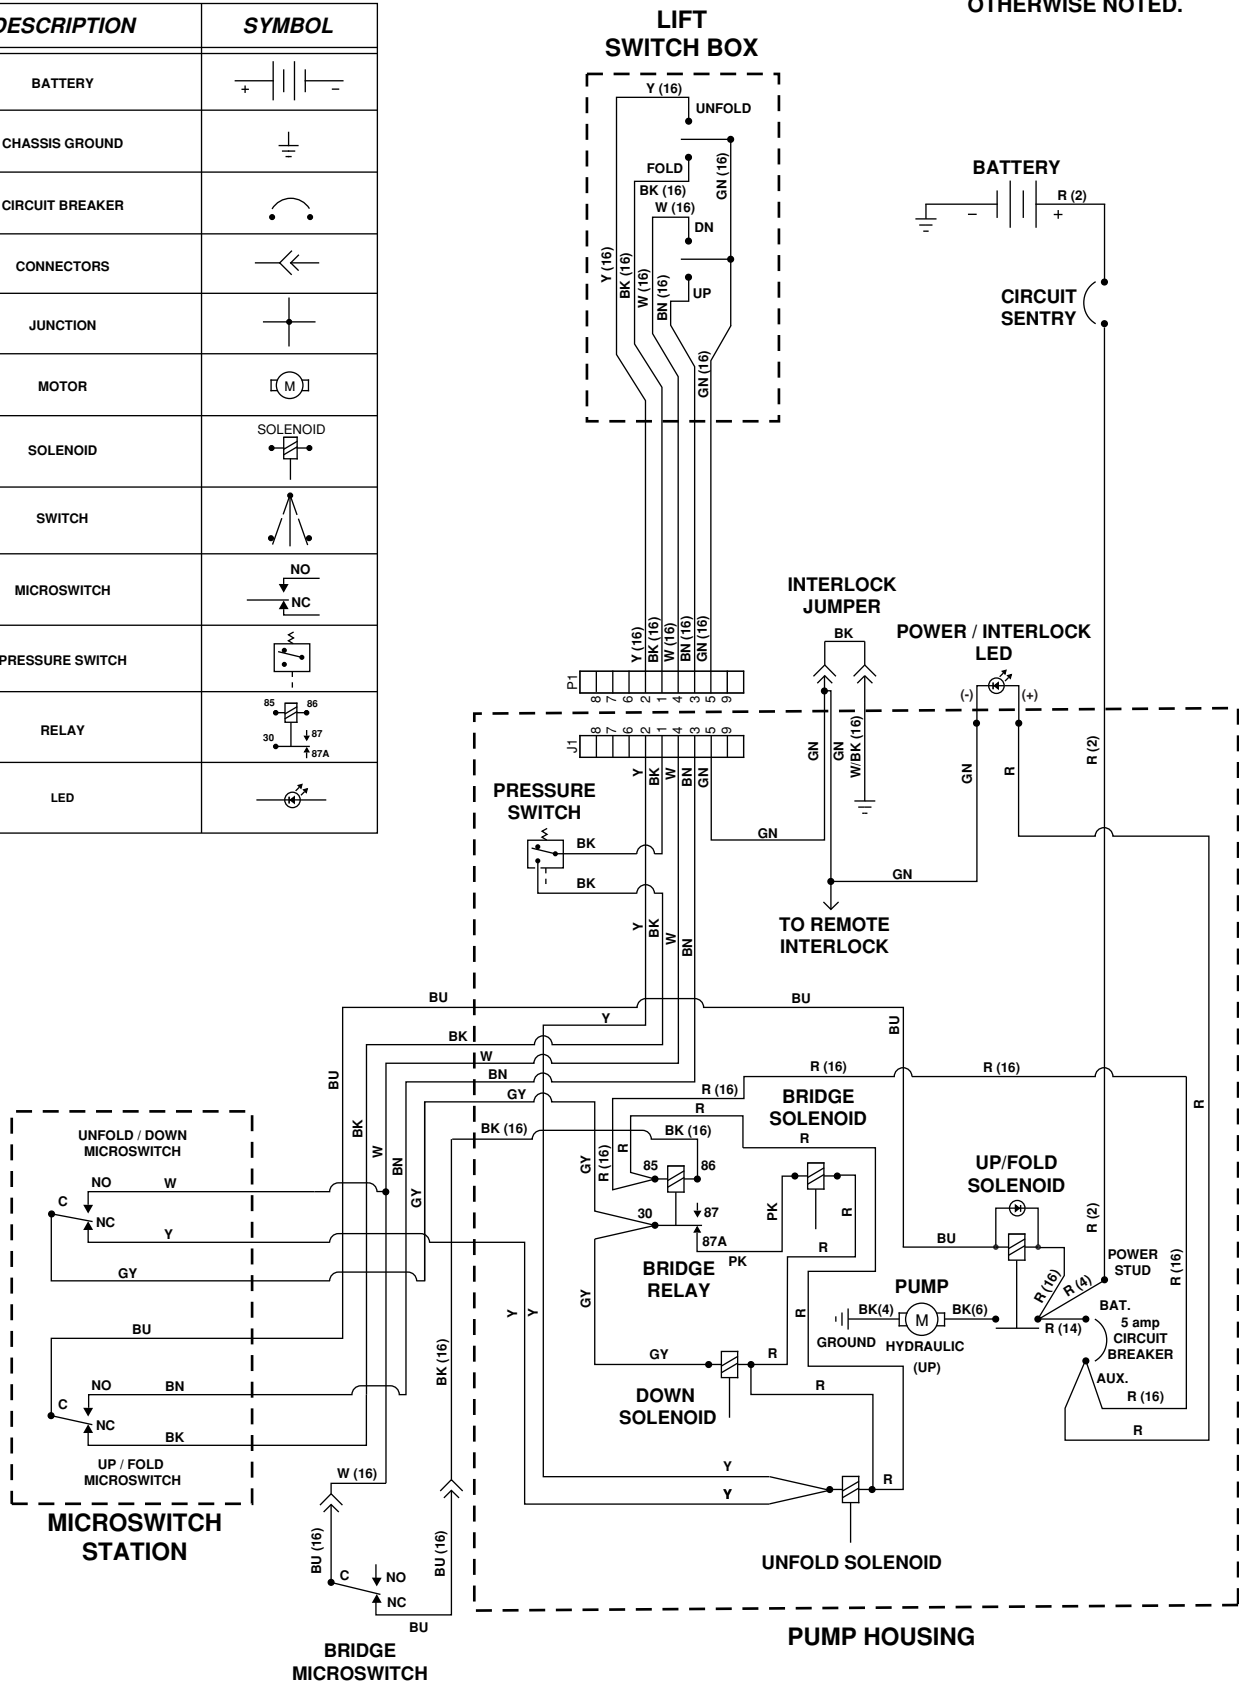 OTHERWISE NOTED.
DESCRIPTION
SYMBOL
BATTERY
+
–
CHASSIS GROUND
CIRCUIT BREAKER
CONNECTORS
JUNCTION
MOTOR
M
SOLENOID
SOLENOID
SWITCH
MICROSWITCH
NO
NC
PRESSURE SWITCH
RELAY
85
86
30
87
87A
LED
LIFT
SWITCH BOX
Y (16)
UNFOLD
FOLD
BK (16)
W (16)
DN
UP
GN (16)
Y (16)
BK (16)
W (16)
BN (16)
GN (16)
BATTERY
–
+
R (2)
CIRCUIT
SENTRY
Y (16)
BK (16)
W (16)
BN (16)
GN (16)
P1
8
7
6
2
1
4
3
5
9
J1
8
7
6
2
1
4
3
5
9
INTERLOCK
JUMPER
BK
POWER / INTERLOCK
LED
(-)
(+)
GN
GN
W/BK (16)
GN
R
R (2)
Y
BK
W
BN
GN
PRESSURE
SWITCH
BK
BK
GN
GN
TO REMOTE
INTERLOCK
Y
BK
W
BN
BU
BU
BU
Y
BK
W
BN
GY
BK (16)
R (16)
R (16)
R (16)
R
BK (16)
BRIDGE
SOLENOID
R
R
BU
BK
W
BN
GY
GY
R (16)
R
85
86
30
87
87A
PK
PK
R
R
BRIDGE
RELAY
UP/FOLD
SOLENOID
BU
R (2)
R (16)
POWER
STUD
R (16)
R (4)
R (14)
BAT.
5 amp
CIRCUIT
BREAKER
AUX.
R (16)
R
PUMP
BK(4)
M
BK(6)
GROUND
HYDRAULIC
(UP)
UNFOLD / DOWN
MICROSWITCH
NO
W
C
NC
Y
GY
BU
NO
BN
C
NC
BK
UP / FOLD
MICROSWITCH
MICROSWITCH
STATION
Y
Y
GY
R
GY
R
R
DOWN
SOLENOID
BK (16)
Y
Y
R
UNFOLD SOLENOID
W (16)
BU (16)
BU (16)
C
NO
NC
BU
BRIDGE
MICROSWITCH
PUMP HOUSING